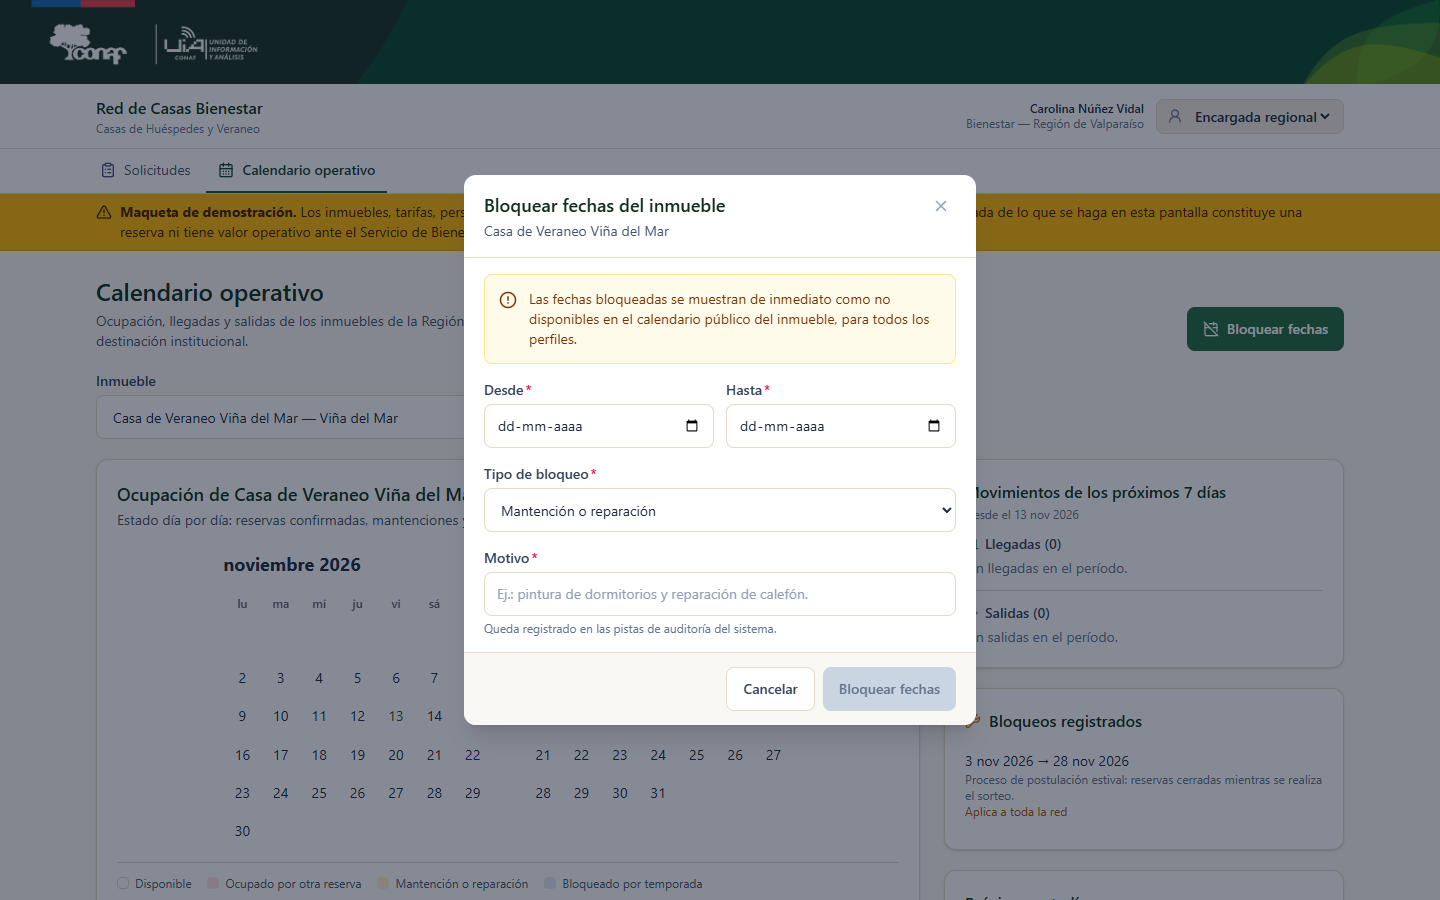 conaf
UIA
CONAF
UNIDAD DE
INFORMACIÓN
Y ANÁLISIS
Red de Casas Bienestar
Casas de Huéspedes y Veraneo
Carolina Núñez Vidal
Bienestar — Región de Valparaíso
Encargada regional
Solicitudes
Calendario operativo
Maqueta de demostración. Los inmuebles, tarifas,
ada de lo que se haga en esta pantalla constituye una
reserva ni tiene valor operativo ante el Servicio de
Calendario operativo
Ocupación, llegadas y salidas de los inmuebles de la Región
destinación institucional.
Bloquear fechas
Inmueble
Casa de Veraneo Viña del Mar — Viña del Mar
Bloquear fechas del inmueble
Casa de Veraneo Viña del Mar
Las fechas bloqueadas se muestran de inmediato como no
disponibles en el calendario público del inmueble, para todos los
perfiles.
Desde*
Hasta*
dd-mm-aaaa
dd-mm-aaaa
Tipo de bloqueo*
Mantención o reparación
Motivo*
Ej.: pintura de dormitorios y reparación de calefón.
Queda registrado en las pistas de auditoría del sistema.
Cancelar
Bloquear fechas
Ocupación de Casa de Veraneo Viña del
Estado día por día: reservas confirmadas, mantenciones
noviembre 2026
lu ma mi ju vi sá
2 3 4 5 6 7
9 10 11 12 13 14
16 17 18 19 20 21 22
23 24 25 26 27 28 29
30
21 22 23 24 25 26 27
28 29 30 31
Disponible
Ocupado por otra reserva
Mantención o reparación
Bloqueado por temporada
Movimientos de los próximos 7 días
esde el 13 nov 2026
Llegadas (0)
n llegadas en el período.
Salidas (0)
n salidas en el período.
Bloqueos registrados
3 nov 2026 → 28 nov 2026
Proceso de postulación estival: reservas cerradas mientras se realiza
el sorteo.
Aplica a toda la red